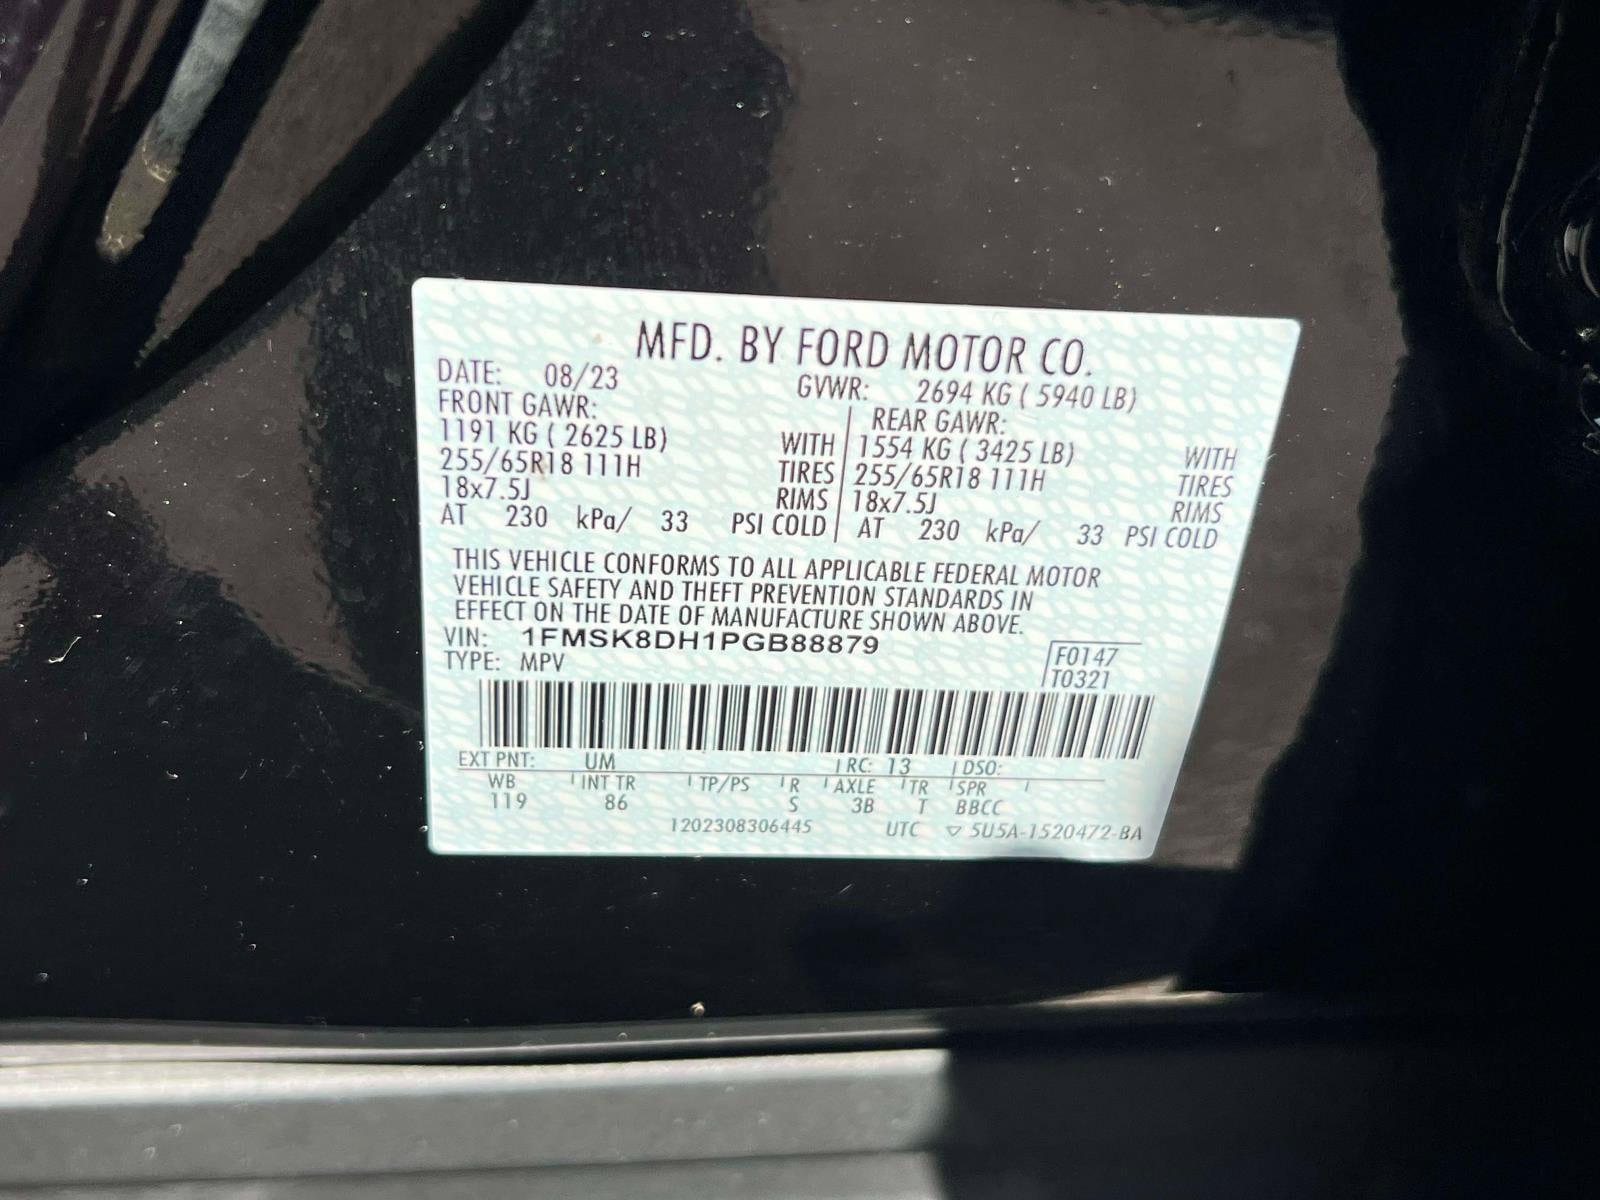 MFD. BY FORD MOTOR CO.
DATE: 08/23 GVWR: 2694 KG ( 5940 LB)
FRONT GAWR: REAR GAWR:
1191 KG ( 2625 LB) WITH 1554 KG ( 3425 LB) WITH
255/65R18 111H TIRES 255/65R18 111H TIRES
18x7.5J RIMS 18x7.5J RIMS
AT 230 kPa/ 33 PSI COLD AT 230 kPa/ 33 PSI COLD
THIS VEHICLE CONFORMS TO ALL APPLICABLE FEDERAL MOTOR
VEHICLE SAFETY AND THEFT PREVENTION STANDARDS IN
EFFECT ON THE DATE OF MANUFACTURE SHOWN ABOVE.
VIN: 1FMSK8DH1PGB88879
TYPE: MPV
F0147
T0321
EXT PNT: UM RC: 13 DSO:
WB INT TR TP/PS R AXLE TR SPR
119 86 S 3B T BBCC
1202308306445 UTC ▽ 5U5A-1520472-BA